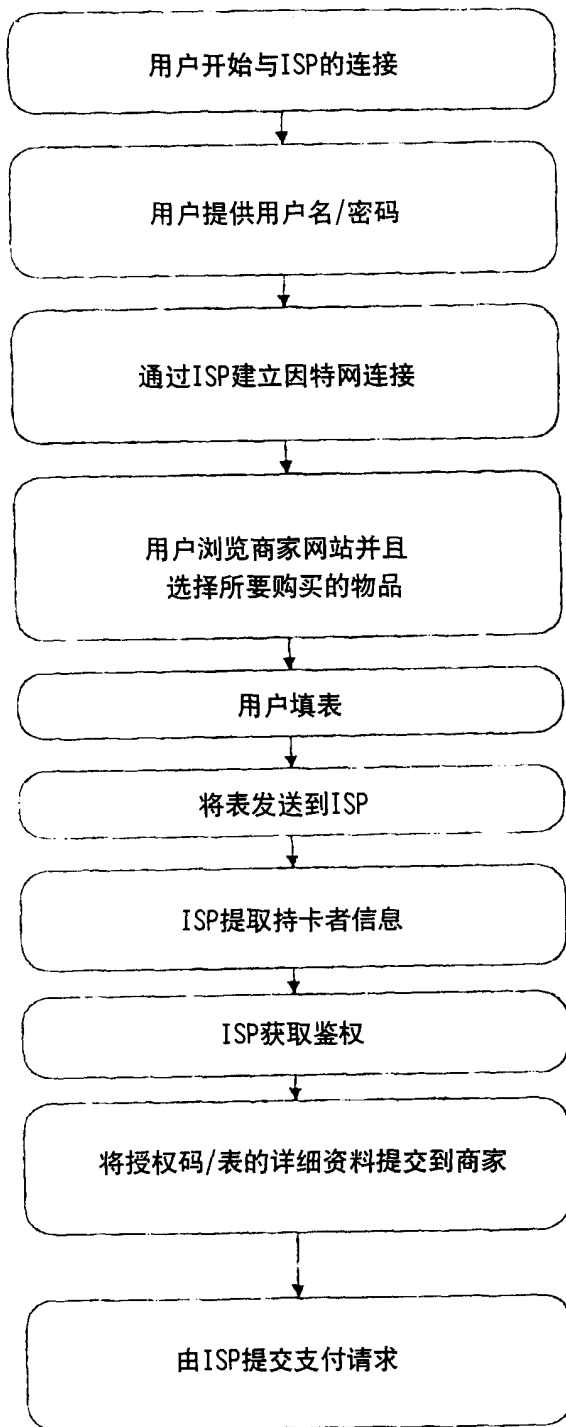 用户开始与ISP的连接
用户提供用户名/密码
通过ISP建立因特网连接
用户浏览商家网站并且
选择所要购买的物品
用户填表
将表发送到ISP
ISP提取持卡者信息
ISP获取鉴权
将授权码/表的详细资料提交到商家
由ISP提交支付请求